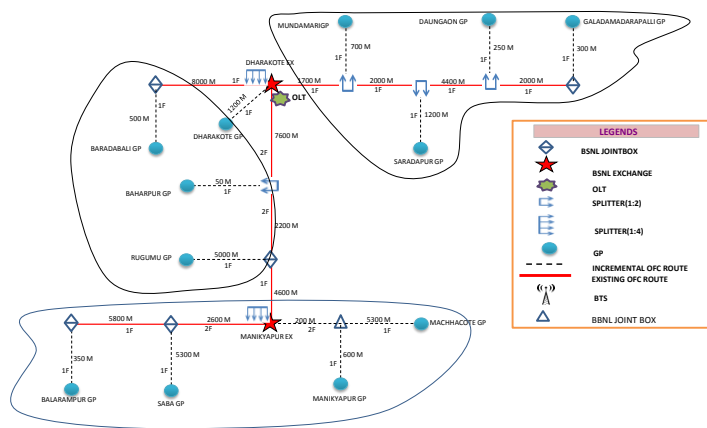 MUNDAMARIGP
DAUNGAON GP
GALADAMADARAPALLI GP
700 M
1F
250 M
1F
300 M
1F
DHARAKOTE EX
8000 M
1F
1700 M
1F
2000 M
1F
4400 M
1F
2000 M
1F
OLT
1F
500 M
1200 M
1F
DHARAKOTE GP
7600 M
2F
1F
1200 M
BARADABALI GP
SARADAPUR GP
BAHARPUR GP
50 M
1F
2F
2200 M
RUGUMU GP
5000 M
1F
1F
4600 M
5800 M
1F
2600 M
2F
MANIKYAPUR EX
200 M
2F
5300 M
1F
MACHHACOTE GP
350 M
1F
5300 M
1F
600 M
1F
BALARAMPUR GP
SABA GP
MANIKYAPUR GP
LEGENDS
BSNL JOINTBOX
BSNL EXCHANGE
OLT
SPLITTER(1:2)
SPLITTER(1:4)
GP
INCREMENTAL OFC ROUTE
EXISTING OFC ROUTE
BTS
BBNL JOINT BOX